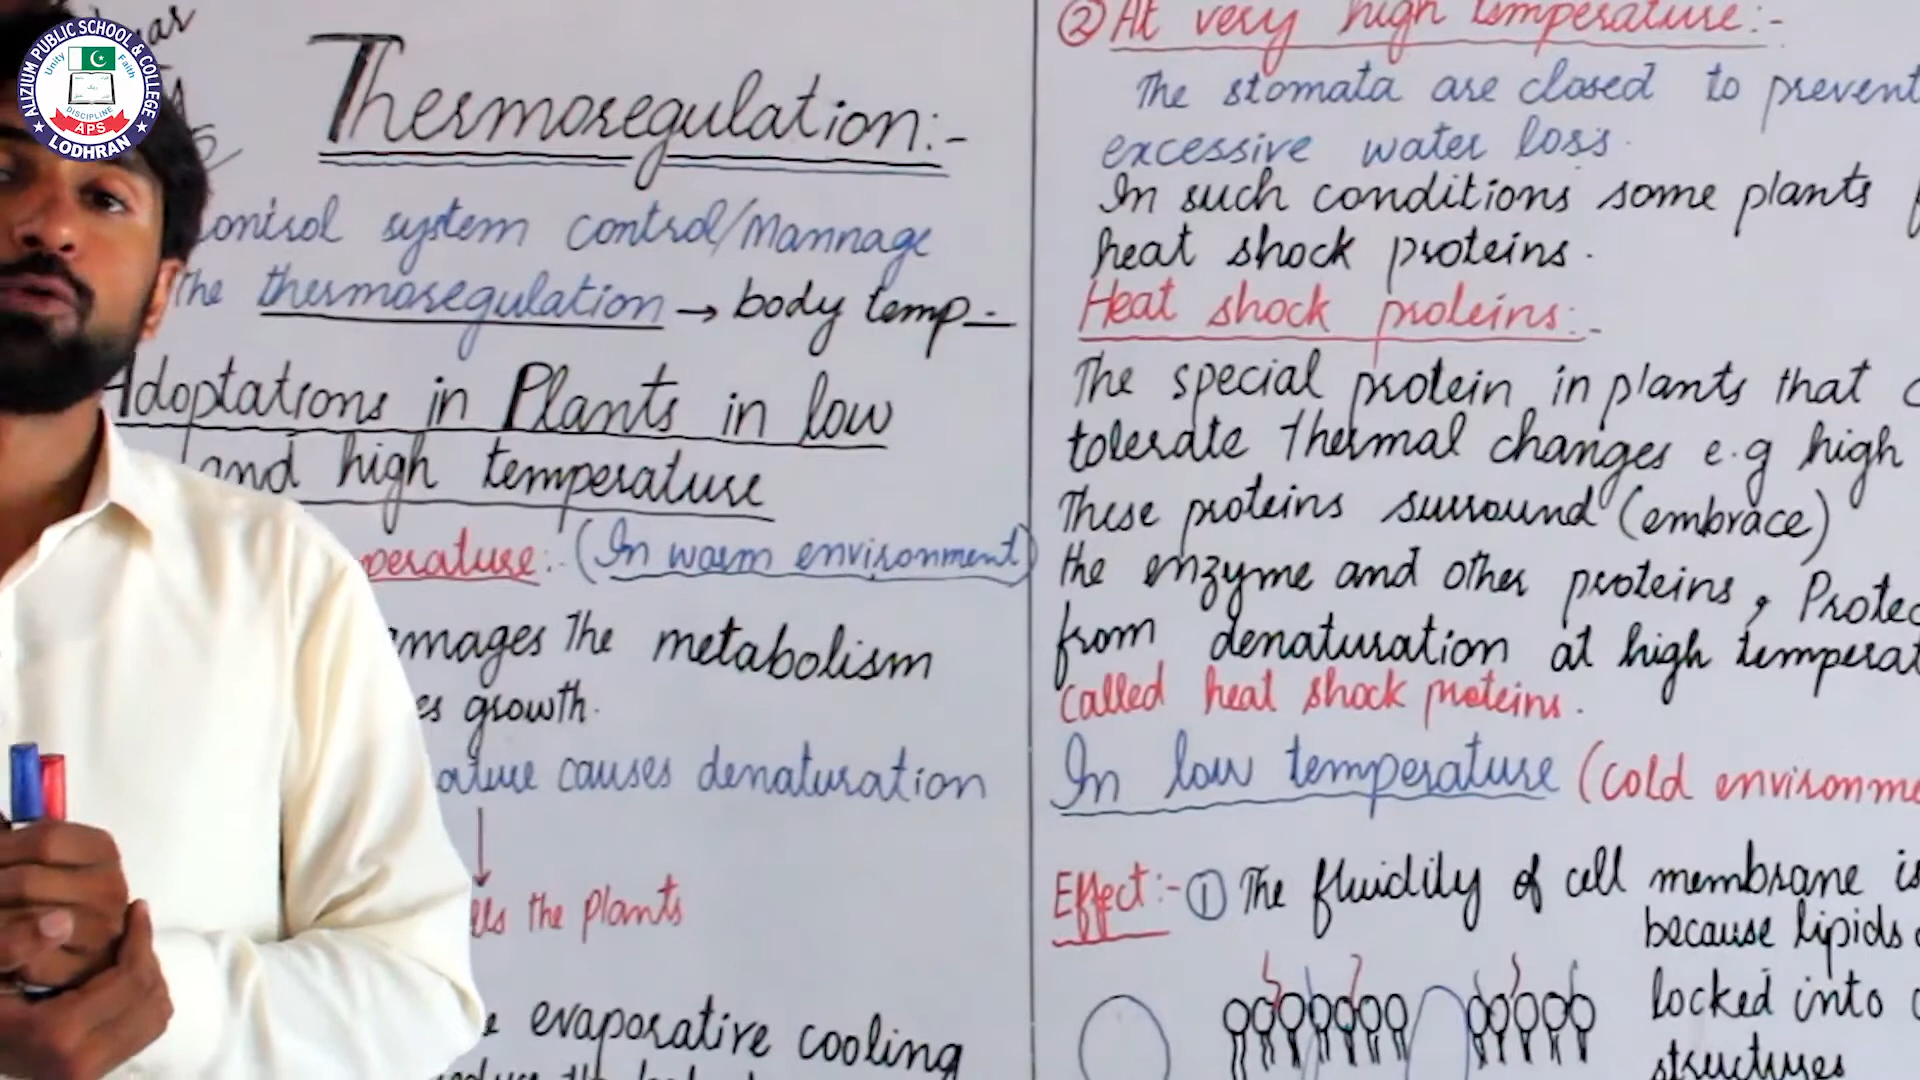 ALIZIUM PUBLIC SCHOOL & COLLEGE
Unity
Faith
DISCIPLINE
APS
LODHRAN
Thermoregulation:-
control system control/Mannage
The thermoregulation → body temp
Adoptations in Plants in low
and high temperature
perature:- (In warm environment)
amages the metabolism
es growth.
ature causes denaturation
lls the plants
evaporative cooling
② At very high temperature:-
The stomata are closed to prevent
excessive water loss.
In such conditions some plants
heat shock proteins.
Heat shock proteins:-
The special protein in plants that
tolerate thermal changes e.g high
These proteins surround (embrace)
the enzyme and other proteins, Protec
from denaturation at high temperat
called heat shock proteins.
In low temperature (cold environme
Effect:- ① The fluidity of cell membrane is
because lipids
locked into
structures